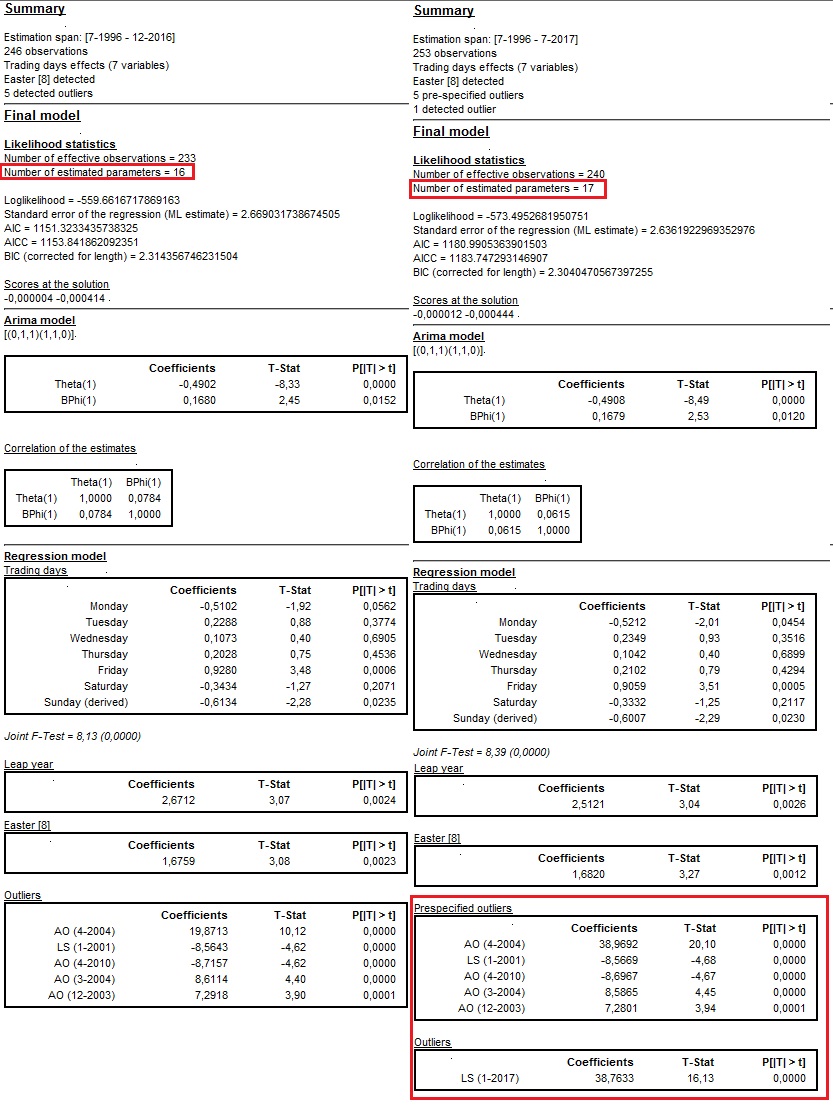 Summary
Estimation span: [7-1996 - 12-2016]
246 observations
Trading days effects (7 variables)
Easter [8] detected
5 detected outliers
Final model
Likelihood statistics
Number of effective observations = 233
Number of estimated parameters = 16
Loglikelihood = -559.6616717869163
Standard error of the regression (ML estimate) = 2.669031738674505
AIC = 1151.3233435738325
AICC = 1153.841862092351
BIC (corrected for length) = 2.314356746231504
Scores at the solution
-0,000004 -0,000414 .
Arima model
[(0,1,1)(1,1,0)].
Coefficients T-Stat P[|T| > t]
Theta(1) -0,4902 -8,33 0,0000
BPhi(1) 0,1680 2,45 0,0152
Correlation of the estimates
Theta(1) BPhi(1)
Theta(1) 1,0000 0,0784
BPhi(1) 0,0784 1,0000
Regression model
Trading days
Coefficients T-Stat P[|T| > t]
Monday -0,5102 -1,92 0,0562
Tuesday 0,2288 0,88 0,3774
Wednesday 0,1073 0,40 0,6905
Thursday 0,2028 0,75 0,4536
Friday 0,9280 3,48 0,0006
Saturday -0,3434 -1,27 0,2071
Sunday (derived) -0,6134 -2,28 0,0235
Joint F-Test = 8,13 (0,0000)
Leap year
Coefficients T-Stat P[|T| > t]
2,6712 3,07 0,0024
Easter [8]
Coefficients T-Stat P[|T| > t]
1,6759 3,08 0,0023
Outliers
Coefficients T-Stat P[|T| > t]
AO (4-2004) 19,8713 10,12 0,0000
LS (1-2001) -8,5643 -4,62 0,0000
AO (4-2010) -8,7157 -4,62 0,0000
AO (3-2004) 8,6114 4,40 0,0000
AO (12-2003) 7,2918 3,90 0,0001
Summary
Estimation span: [7-1996 - 7-2017]
253 observations
Trading days effects (7 variables)
Easter [8] detected
5 pre-specified outliers
1 detected outlier
Final model
Likelihood statistics
Number of effective observations = 240
Number of estimated parameters = 17
Loglikelihood = -573.4952681950751
Standard error of the regression (ML estimate) = 2.6361922969352976
AIC = 1180.9905363901503
AICC = 1183.747293146907
BIC (corrected for length) = 2.3040470567397255
Scores at the solution
-0,000012 -0,000444 .
Arima model
[(0,1,1)(1,1,0)].
Coefficients T-Stat P[|T| > t]
Theta(1) -0,4908 -8,49 0,0000
BPhi(1) 0,1679 2,53 0,0120
Correlation of the estimates
Theta(1) BPhi(1)
Theta(1) 1,0000 0,0615
BPhi(1) 0,0615 1,0000
Regression model
Trading days
Coefficients T-Stat P[|T| > t]
Monday -0,5212 -2,01 0,0454
Tuesday 0,2349 0,93 0,3516
Wednesday 0,1042 0,40 0,6899
Thursday 0,2102 0,79 0,4294
Friday 0,9059 3,51 0,0005
Saturday -0,3332 -1,25 0,2117
Sunday (derived) -0,6007 -2,29 0,0230
Joint F-Test = 8,39 (0,0000)
Leap year
Coefficients T-Stat P[|T| > t]
2,5121 3,04 0,0026
Easter [8]
Coefficients T-Stat P[|T| > t]
1,6820 3,27 0,0012
Prespecified outliers
Coefficients T-Stat P[|T| > t]
AO (4-2004) 38,9692 20,10 0,0000
LS (1-2001) -8,5669 -4,68 0,0000
AO (4-2010) -8,6967 -4,67 0,0000
AO (3-2004) 8,5865 4,45 0,0000
AO (12-2003) 7,2801 3,94 0,0001
Outliers
Coefficients T-Stat P[|T| > t]
LS (1-2017) 38,7633 16,13 0,0000